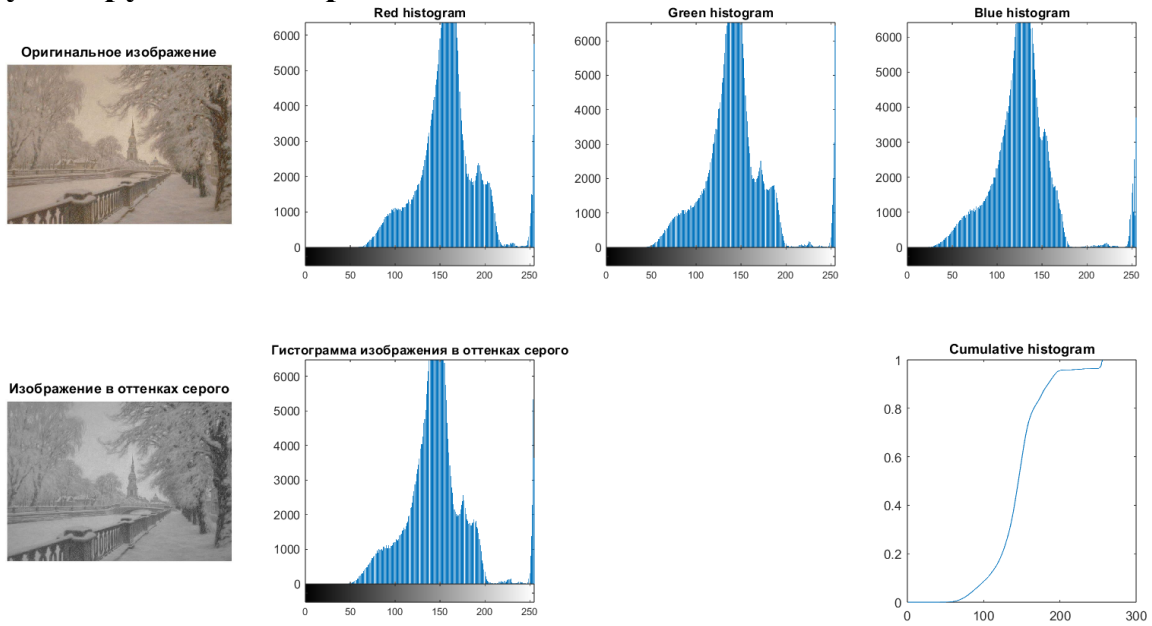 Red histogram
Green histogram
Blue histogram
Оригинальное изображение
6000
5000
4000
3000
2000
1000
0
0 50 100 150 200 250
6000
5000
4000
3000
2000
1000
0
0 50 100 150 200 250
6000
5000
4000
3000
2000
1000
0
0 50 100 150 200 250
Изображение в оттенках серого
Гистограмма изображения в оттенках серого
6000
5000
4000
3000
2000
1000
0
0 50 100 150 200 250
Cumulative histogram
1
0.8
0.6
0.4
0.2
0
0 100 200 300